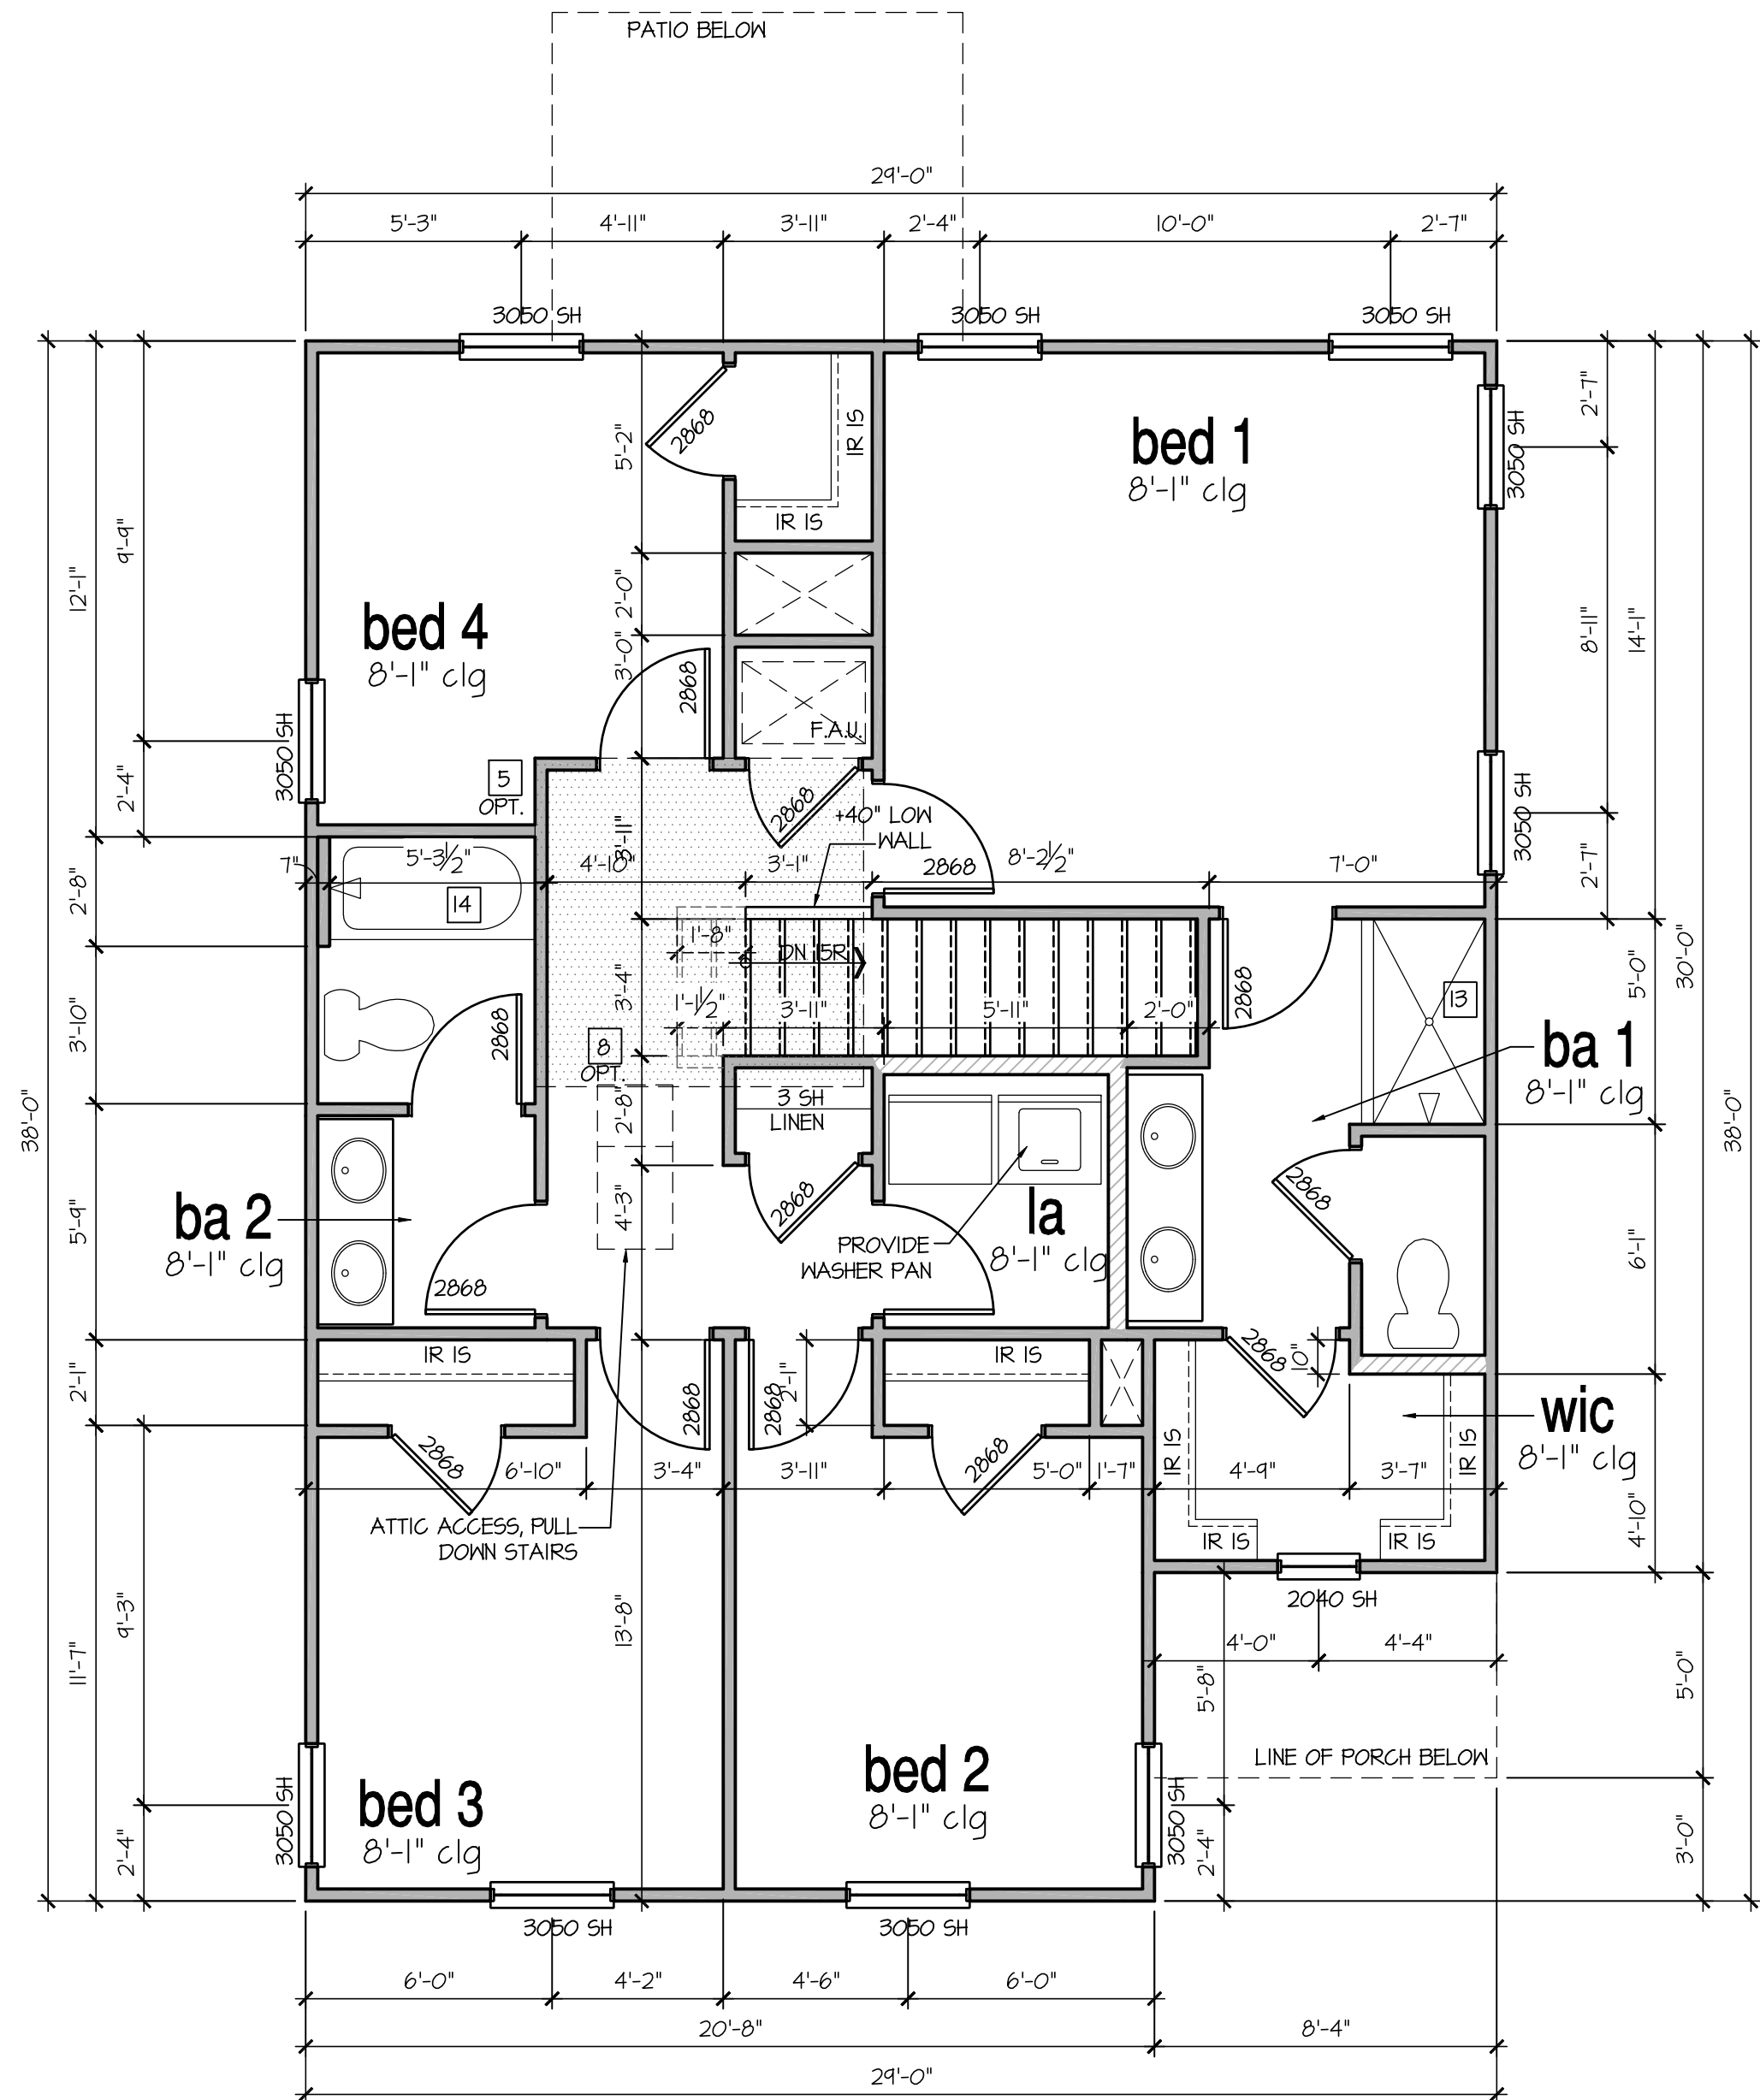 PATIO BELOW
29'-0"
5'-3" 4'-11" 3'-11" 2'-4" 10'-0" 2'-7"
3050 SH 3050 SH 3050 SH
2868
IR IS
IR IS
5'-2"
bed 1
8'-1" clg
3050 SH
2'-7"
9'-9"
12'-1"
2'-0"
3'-0"
8'-11"
14'-1"
bed 4
8'-1" clg
2868
F.A.U.
3050 SH
2'-4"
5
OPT.
2868
+40" LOW
WALL
3'-11"
3050 SH
2'-7"
7" 5'-3½" 4'-10" 3'-1" 2868 8'-2½" 7'-0"
2'-8"
14
1'-8" DN 15R
3'-4"
1'-1½" 3'-11" 5'-11" 2'-0"
2868
13
5'-0"
30'-0"
3'-10"
2868
8
OPT.
ba 1
8'-1" clg
38'-0"
38'-0"
2'-8"
3 SH
LINEN
2868
2868
4'-3"
5'-9"
ba 2
8'-1" clg
la
8'-1" clg
PROVIDE
WASHER PAN
6'-1"
2868
IR IS
IR IS
2868
10"
2'-1"
2868
2868
2'-1"
2868
2868
wic
8'-1" clg
IR IS
IR IS
6'-10" 3'-4" 3'-11" 5'-0" 1'-7" 4'-9" 3'-7"
ATTIC ACCESS, PULL
DOWN STAIRS
IR IS IR IS
4'-10"
2040 SH
9'-3"
11'-7"
13'-8"
4'-0" 4'-4"
5'-8"
5'-0"
LINE OF PORCH BELOW
bed 2
8'-1" clg
bed 3
8'-1" clg
3050 SH
3050 SH
2'-4"
2'-4"
3'-0"
3050 SH 3050 SH
6'-0" 4'-2" 4'-6" 6'-0"
20'-8" 8'-4"
29'-0"